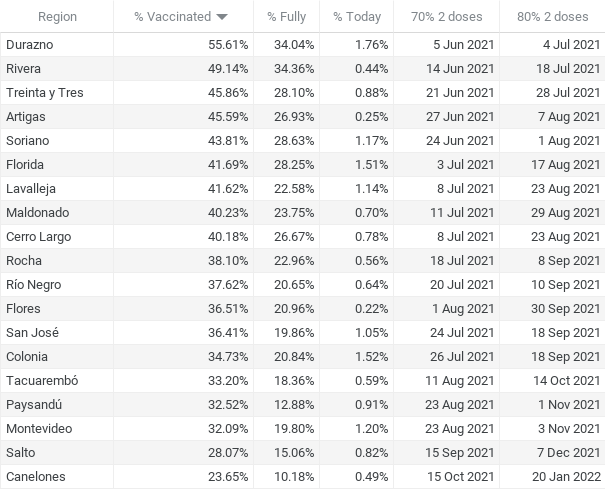 Region % Vaccinated % Fully % Today 70% 2 doses 80% 2 doses
Durazno 55.61% 34.04% 1.76% 5 Jun 2021 4 Jul 2021
Rivera 49.14% 34.36% 0.44% 14 Jun 2021 18 Jul 2021
Treinta y Tres 45.86% 28.10% 0.88% 21 Jun 2021 28 Jul 2021
Artigas 45.59% 26.93% 0.25% 27 Jun 2021 7 Aug 2021
Soriano 43.81% 28.63% 1.17% 24 Jun 2021 1 Aug 2021
Florida 41.69% 28.25% 1.51% 3 Jul 2021 17 Aug 2021
Lavalleja 41.62% 22.58% 1.14% 8 Jul 2021 23 Aug 2021
Maldonado 40.23% 23.75% 0.70% 11 Jul 2021 29 Aug 2021
Cerro Largo 40.18% 26.67% 0.78% 8 Jul 2021 23 Aug 2021
Rocha 38.10% 22.96% 0.56% 18 Jul 2021 8 Sep 2021
Río Negro 37.62% 20.65% 0.64% 20 Jul 2021 10 Sep 2021
Flores 36.51% 20.96% 0.22% 1 Aug 2021 30 Sep 2021
San José 36.41% 19.86% 1.05% 24 Jul 2021 18 Sep 2021
Colonia 34.73% 20.84% 1.52% 26 Jul 2021 18 Sep 2021
Tacuarembó 33.20% 18.36% 0.59% 11 Aug 2021 14 Oct 2021
Paysandú 32.52% 12.88% 0.91% 23 Aug 2021 1 Nov 2021
Montevideo 32.09% 19.80% 1.20% 23 Aug 2021 3 Nov 2021
Salto 28.07% 15.06% 0.82% 15 Sep 2021 7 Dec 2021
Canelones 23.65% 10.18% 0.49% 15 Oct 2021 20 Jan 2022